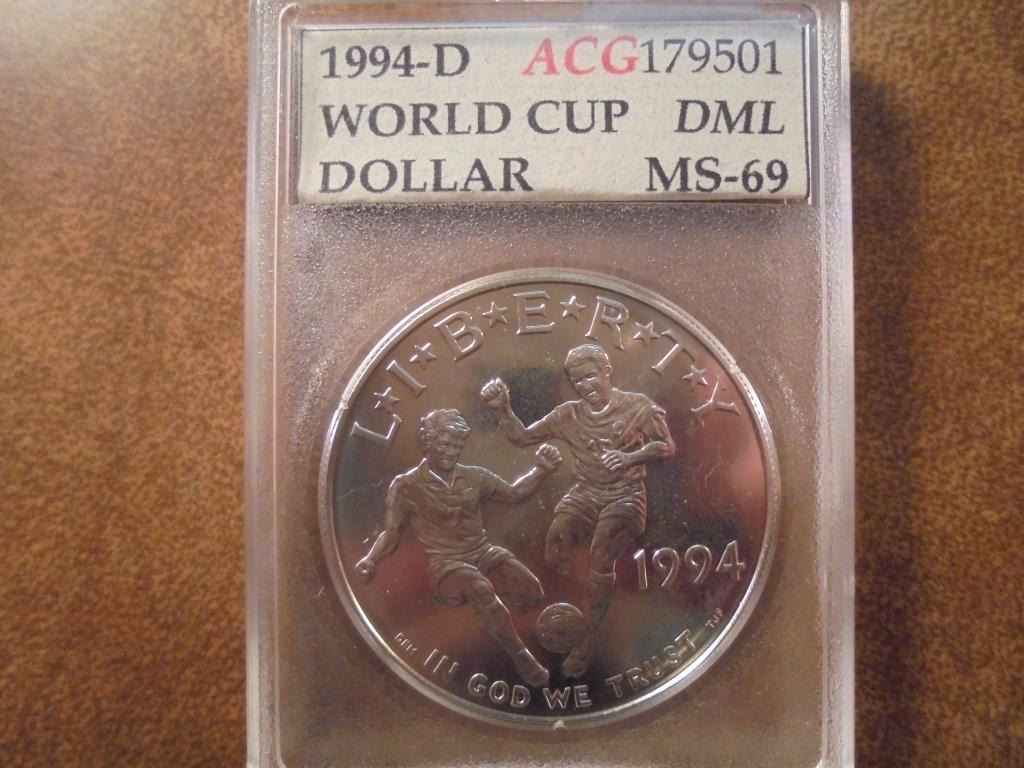 1994-D ACG179501
WORLD CUP DML
DOLLAR MS-69
L★I★B★E★R★T★Y
1994
IN GOD WE TRUST